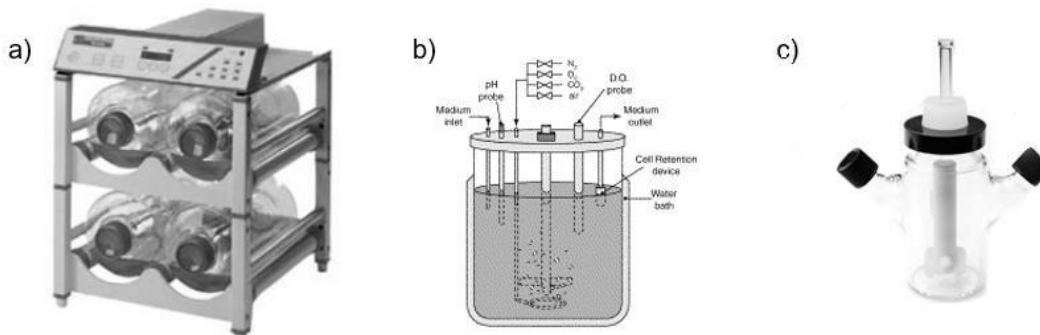 a)
b)
N₂
O₂
CO₂
air
pH
probe
D.O.
probe
Medium
inlet
Medium
outlet
Cell Retention
device
Water
bath
c)